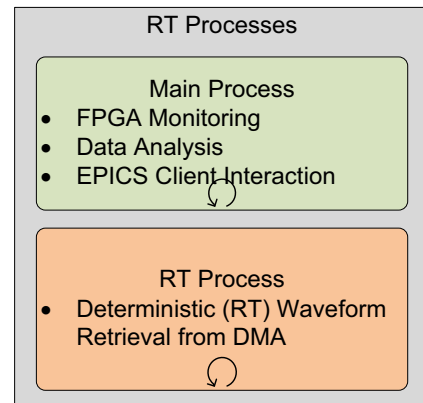 RT Processes
Main Process
• FPGA Monitoring
• Data Analysis
• EPICS Client Interaction
RT Process
• Deterministic (RT) Waveform
Retrieval from DMA